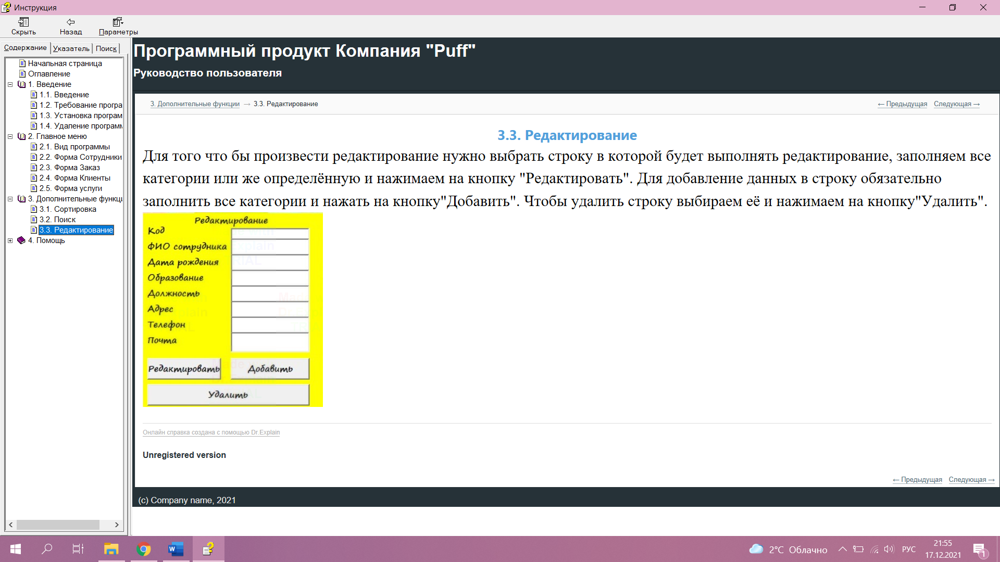 Инструкция
Скрыть
Назад
Параметры
Содержание
Указатель
Поиск
Начальная страница
Оглавление
1. Введение
1.1. Введение
1.2. Требование програ
1.3. Установка програм
1.4. Удаление програм
2. Главное меню
2.1. Вид программы
2.2. Форма Сотрудники
2.3. Форма Заказ
2.4. Форма Клиенты
2.5. Форма услуги
3. Дополнительные функц
3.1. Сортировка
3.2. Поиск
3.3. Редактирование
4. Помощь
Программный продукт Компания "Puff"
Руководство пользователя
3. Дополнительные функции → 3.3. Редактирование
← Предыдущая Следующая →
3.3. Редактирование
Для того что бы произвести редактирование нужно выбрать строку в которой будет выполнять редактирование, заполняем все
категории или же определённую и нажимаем на кнопку "Редактировать". Для добавление данных в строку обязательно
заполнить все категории и нажать на кнопку"Добавить". Чтобы удалить строку выбираем её и нажимаем на кнопку"Удалить".
Редактирование
Код
ФИО сотрудника
Дата рождения
Образование
Должность
Адрес
Телефон
Почта
Редактировать
Добавить
Удалить
Онлайн справка создана с помощью Dr.Explain
Unregistered version
← Предыдущая Следующая →
(c) Company name, 2021
2°C Облачно
РУС
21:55
17.12.2021
1